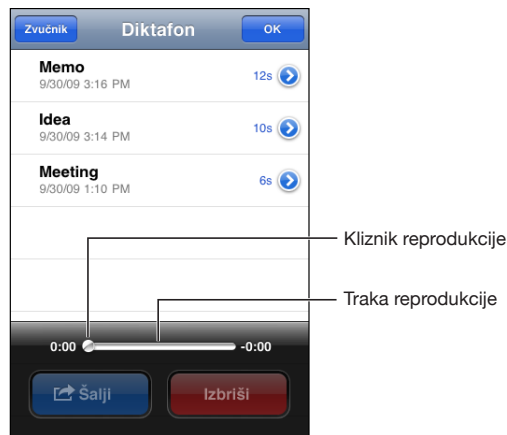 Zvučnik Diktafon OK
Memo
9/30/09 3:16 PM
12s
Idea
9/30/09 3:14 PM
10s
Meeting
9/30/09 1:10 PM
6s
Kliznik reprodukcije
Traka reprodukcije
0:00 -0:00
Šalji Izbriši